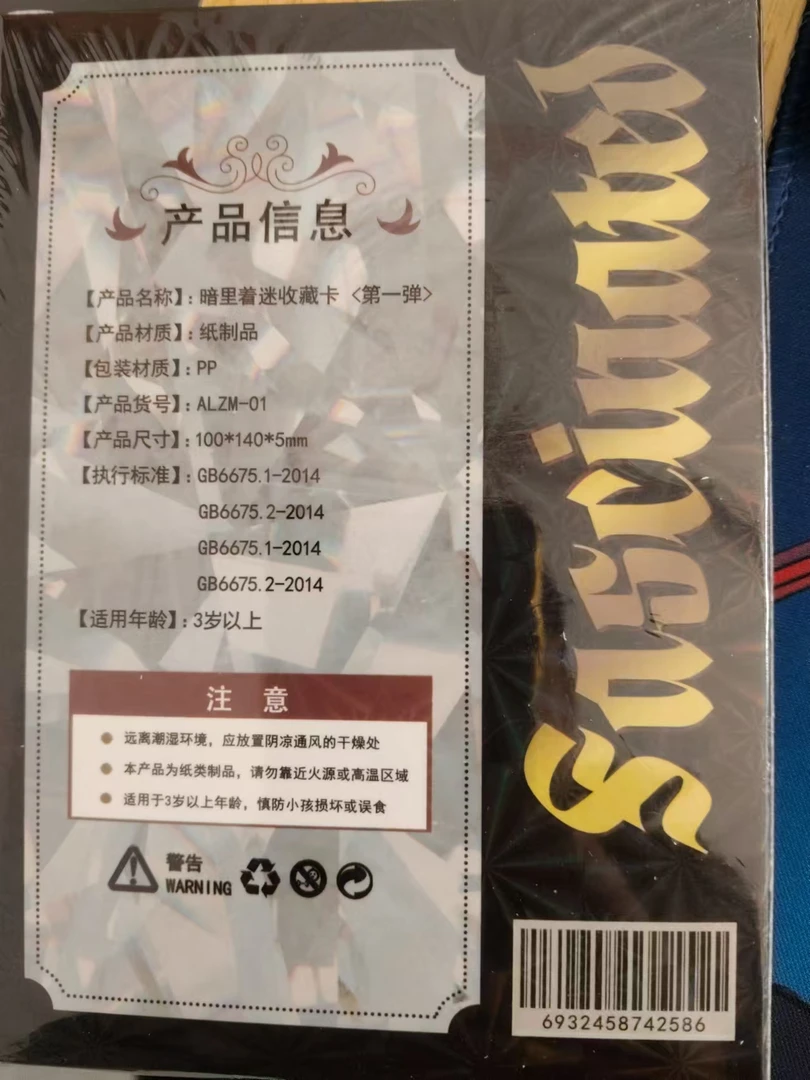 产品信息
【产品名称】：暗里着迷收藏卡〈第一弹〉
【产品材质】：纸制品
【包装材质】：PP
【产品货号】：ALZM-01
【产品尺寸】：100*140*5mm
【执行标准】：GB6675.1-2014
GB6675.2-2014
GB6675.1-2014
GB6675.2-2014
【适用年龄】：3岁以上
注 意
远离潮湿环境，应放置阴凉通风的干燥处
本产品为纸类制品，请勿靠近火源或高温区域
适用于3岁以上年龄，慎防小孩损坏或误食
警告
WARNING
Fascinated
6932458742586